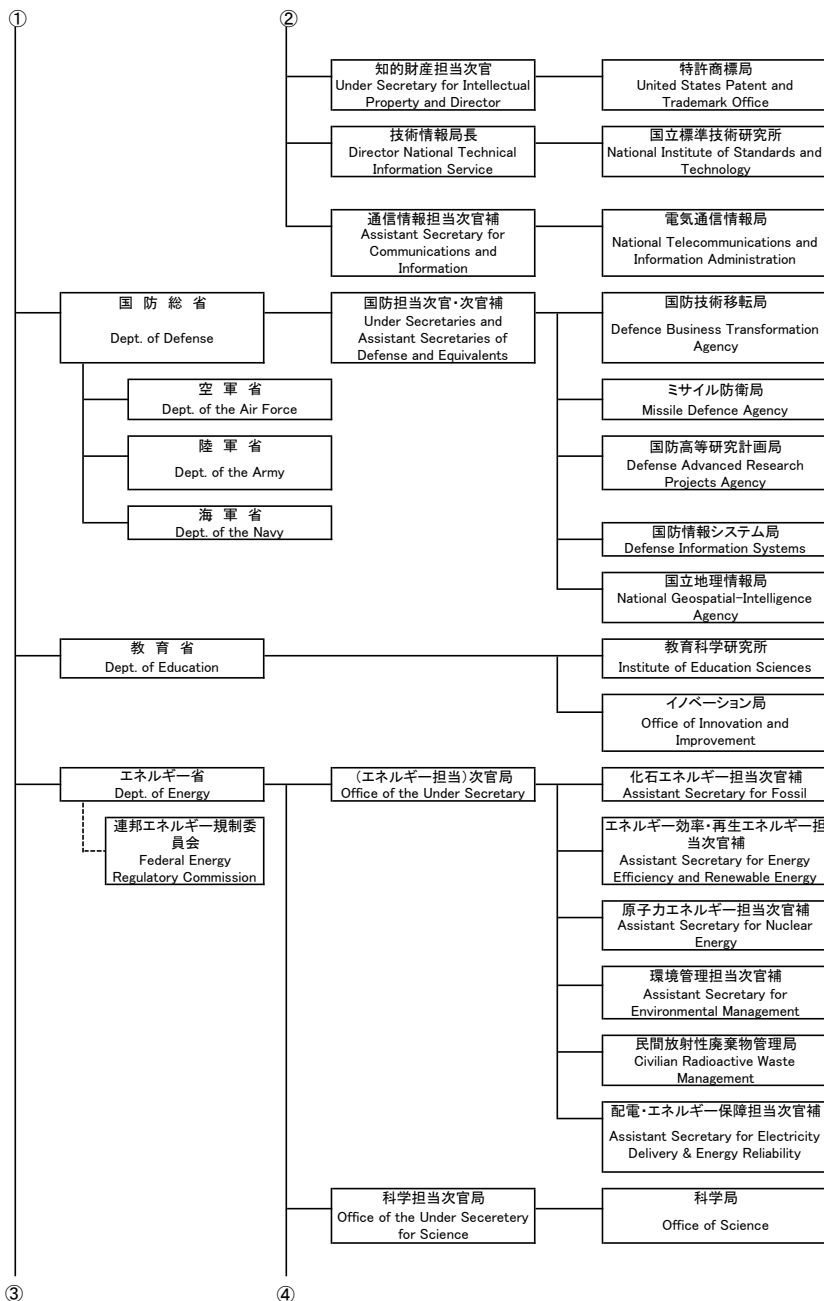 ①
②
知的財産担当次官
Under Secretary for Intellectual
Property and Director
特許商標局
United States Patent and
Trademark Office
技術情報局長
Director National Technical
Information Service
国立標準技術研究所
National Institute of Standards and
Technology
通信情報担当次官補
Assistant Secretary for
Communications and
Information
電気通信情報局
National Telecommunications and
Information Administration
国 防 総 省
Dept. of Defense
国防担当次官・次官補
Under Secretaries and
Assistant Secretaries of
Defense and Equivalents
国防技術移転局
Defence Business Transformation
Agency
空 軍 省
Dept. of the Air Force
ミサイル防衛局
Missile Defence Agency
陸 軍 省
Dept. of the Army
国防高等研究計画局
Defense Advanced Research
Projects Agency
海 軍 省
Dept. of the Navy
国防情報システム局
Defense Information Systems
国立地理情報局
National Geospatial-Intelligence
Agency
教 育 省
Dept. of Education
教育科学研究所
Institute of Education Sciences
イノベーション局
Office of Innovation and
Improvement
エネルギー省
Dept. of Energy
(エネルギー担当)次官局
Office of the Under Secretary
化石エネルギー担当次官補
Assistant Secretary for Fossil
連邦エネルギー規制委
員会
Federal Energy
Regulatory Commission
エネルギー効率・再生エネルギー担
当次官補
Assistant Secretary for Energy
Efficiency and Renewable Energy
原子力エネルギー担当次官補
Assistant Secretary for Nuclear
Energy
環境管理担当次官補
Assistant Secretary for
Environmental Management
民間放射性廃棄物管理局
Civilian Radioactive Waste
Management
配電・エネルギー保障担当次官補
Assistant Secretary for Electricity
Delivery & Energy Reliability
科学担当次官局
Office of the Under Seceretery
for Science
科学局
Office of Science
③
④